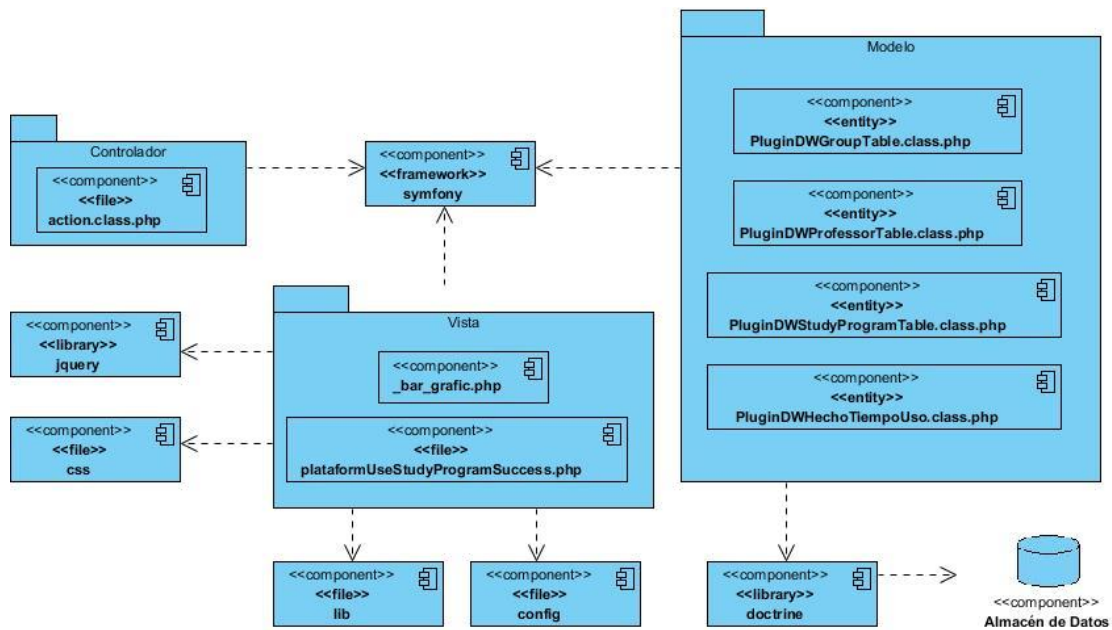 Modelo
<<component>>
<<entity>>
PluginDWGroupTable.class.php
<<component>>
<<entity>>
PluginDWProfessorTable.class.php
<<component>>
<<entity>>
PluginDWStudyProgramTable.class.php
<<component>>
<<entity>>
PluginDWHechoTiempoUso.class.php
Controlador
<<component>>
<<file>>
action.class.php
<<component>>
<<framework>>
symfony
Vista
<<component>>
_bar_grafic.php
<<component>>
<<file>>
plataformUseStudyProgramSuccess.php
<<component>>
<<library>>
jquery
<<component>>
<<file>>
css
<<component>>
<<file>>
lib
<<component>>
<<file>>
config
<<component>>
<<library>>
doctrine
<<component>>
Almacén de Datos